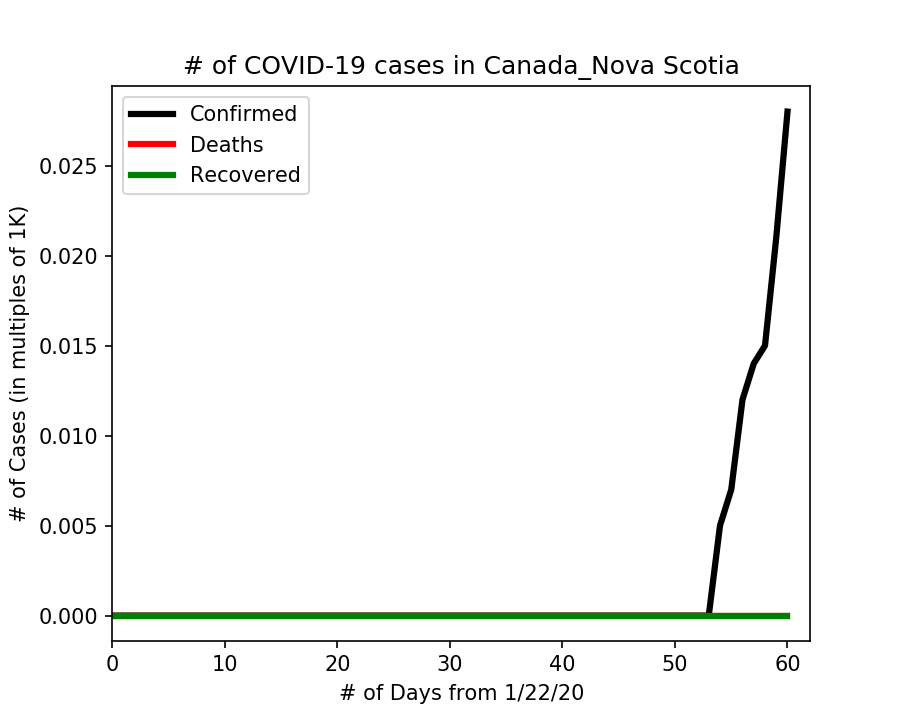 # of COVID-19 cases in Canada_Nova Scotia
Confirmed
Deaths
Recovered
# of Cases (in multiples of 1K)
0.025
0.020
0.015
0.010
0.005
0.000
0 10 20 30 40 50 60
# of Days from 1/22/20